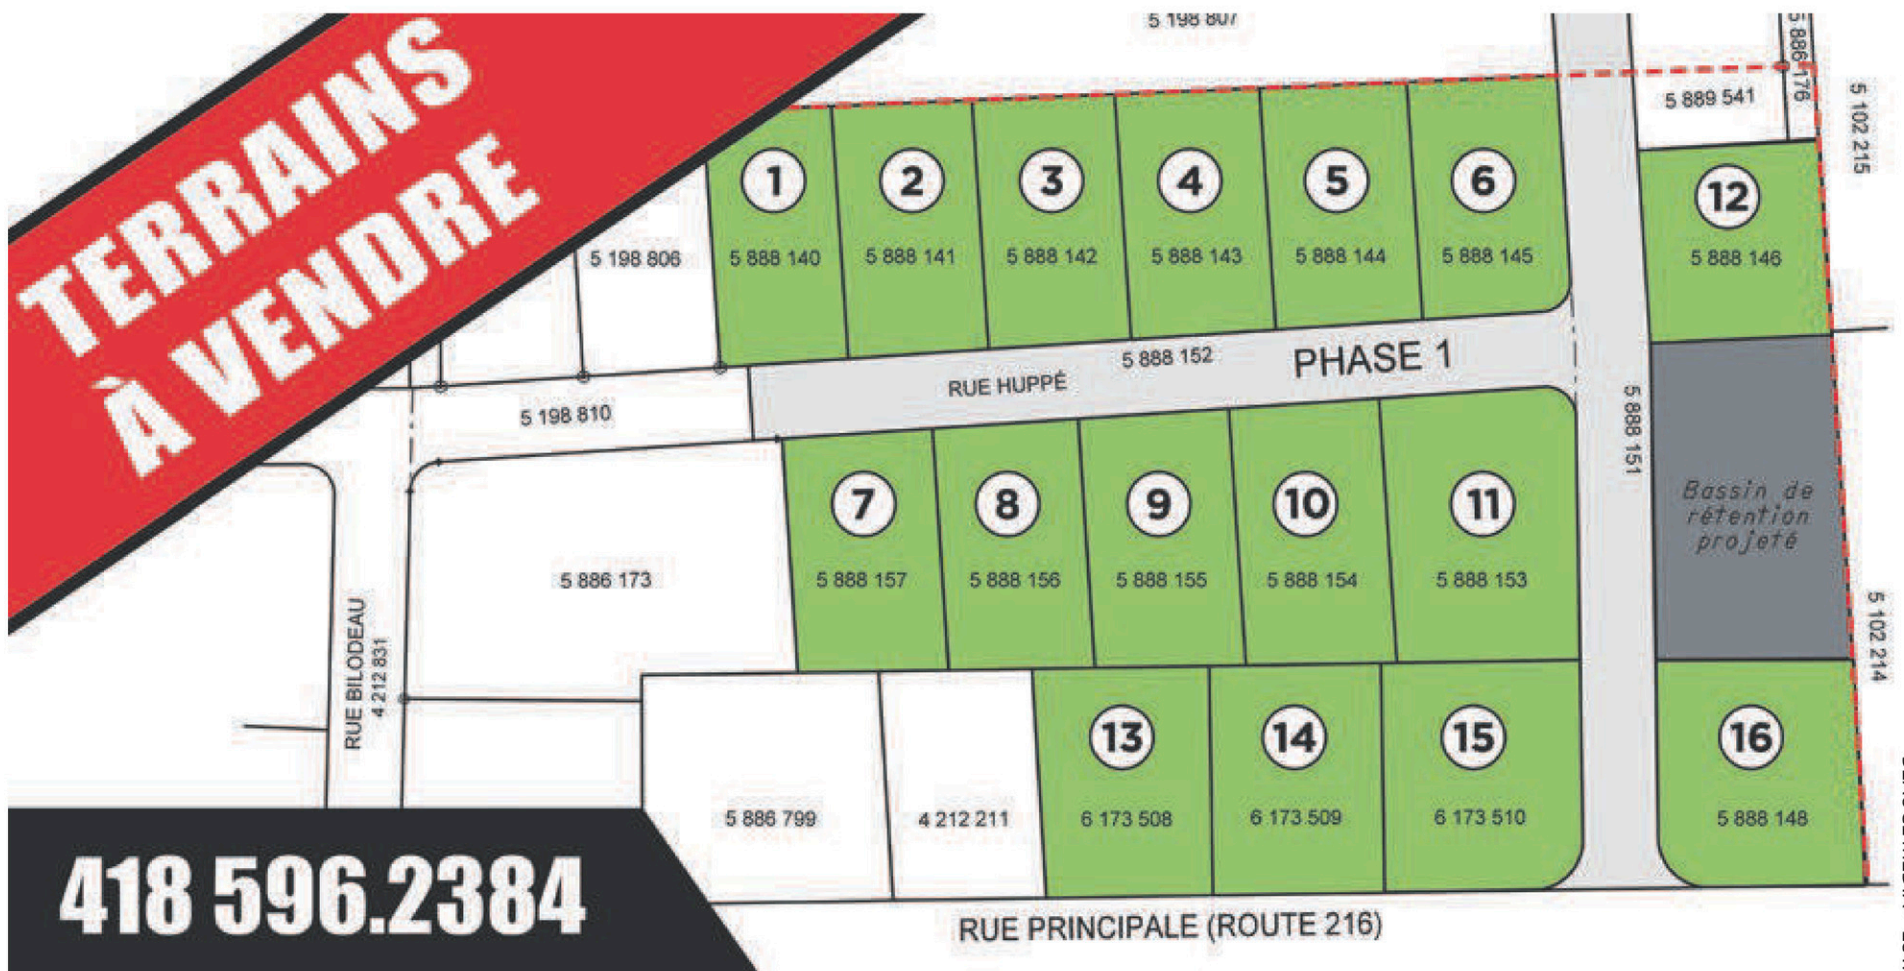 TERRAINS
À VENDRE
5 198 807
5 886 176
5 889 541
5 102 215
1
2
3
4
5
6
12
5 198 806
5 888 140
5 888 141
5 888 142
5 888 143
5 888 144
5 888 145
5 888 146
5 888 152
PHASE 1
RUE HUPPÉ
5 198 810
5 888 151
7
8
9
10
11
Bassin de
rétention
projeté
5 886 173
5 888 157
5 888 156
5 888 155
5 888 154
5 888 153
5 102 214
RUE BILODEAU
4 212 831
13
14
15
16
5 886 799
4 212 211
6 173 508
6 173 509
6 173 510
5 888 148
418 596.2384
RUE PRINCIPALE (ROUTE 216)